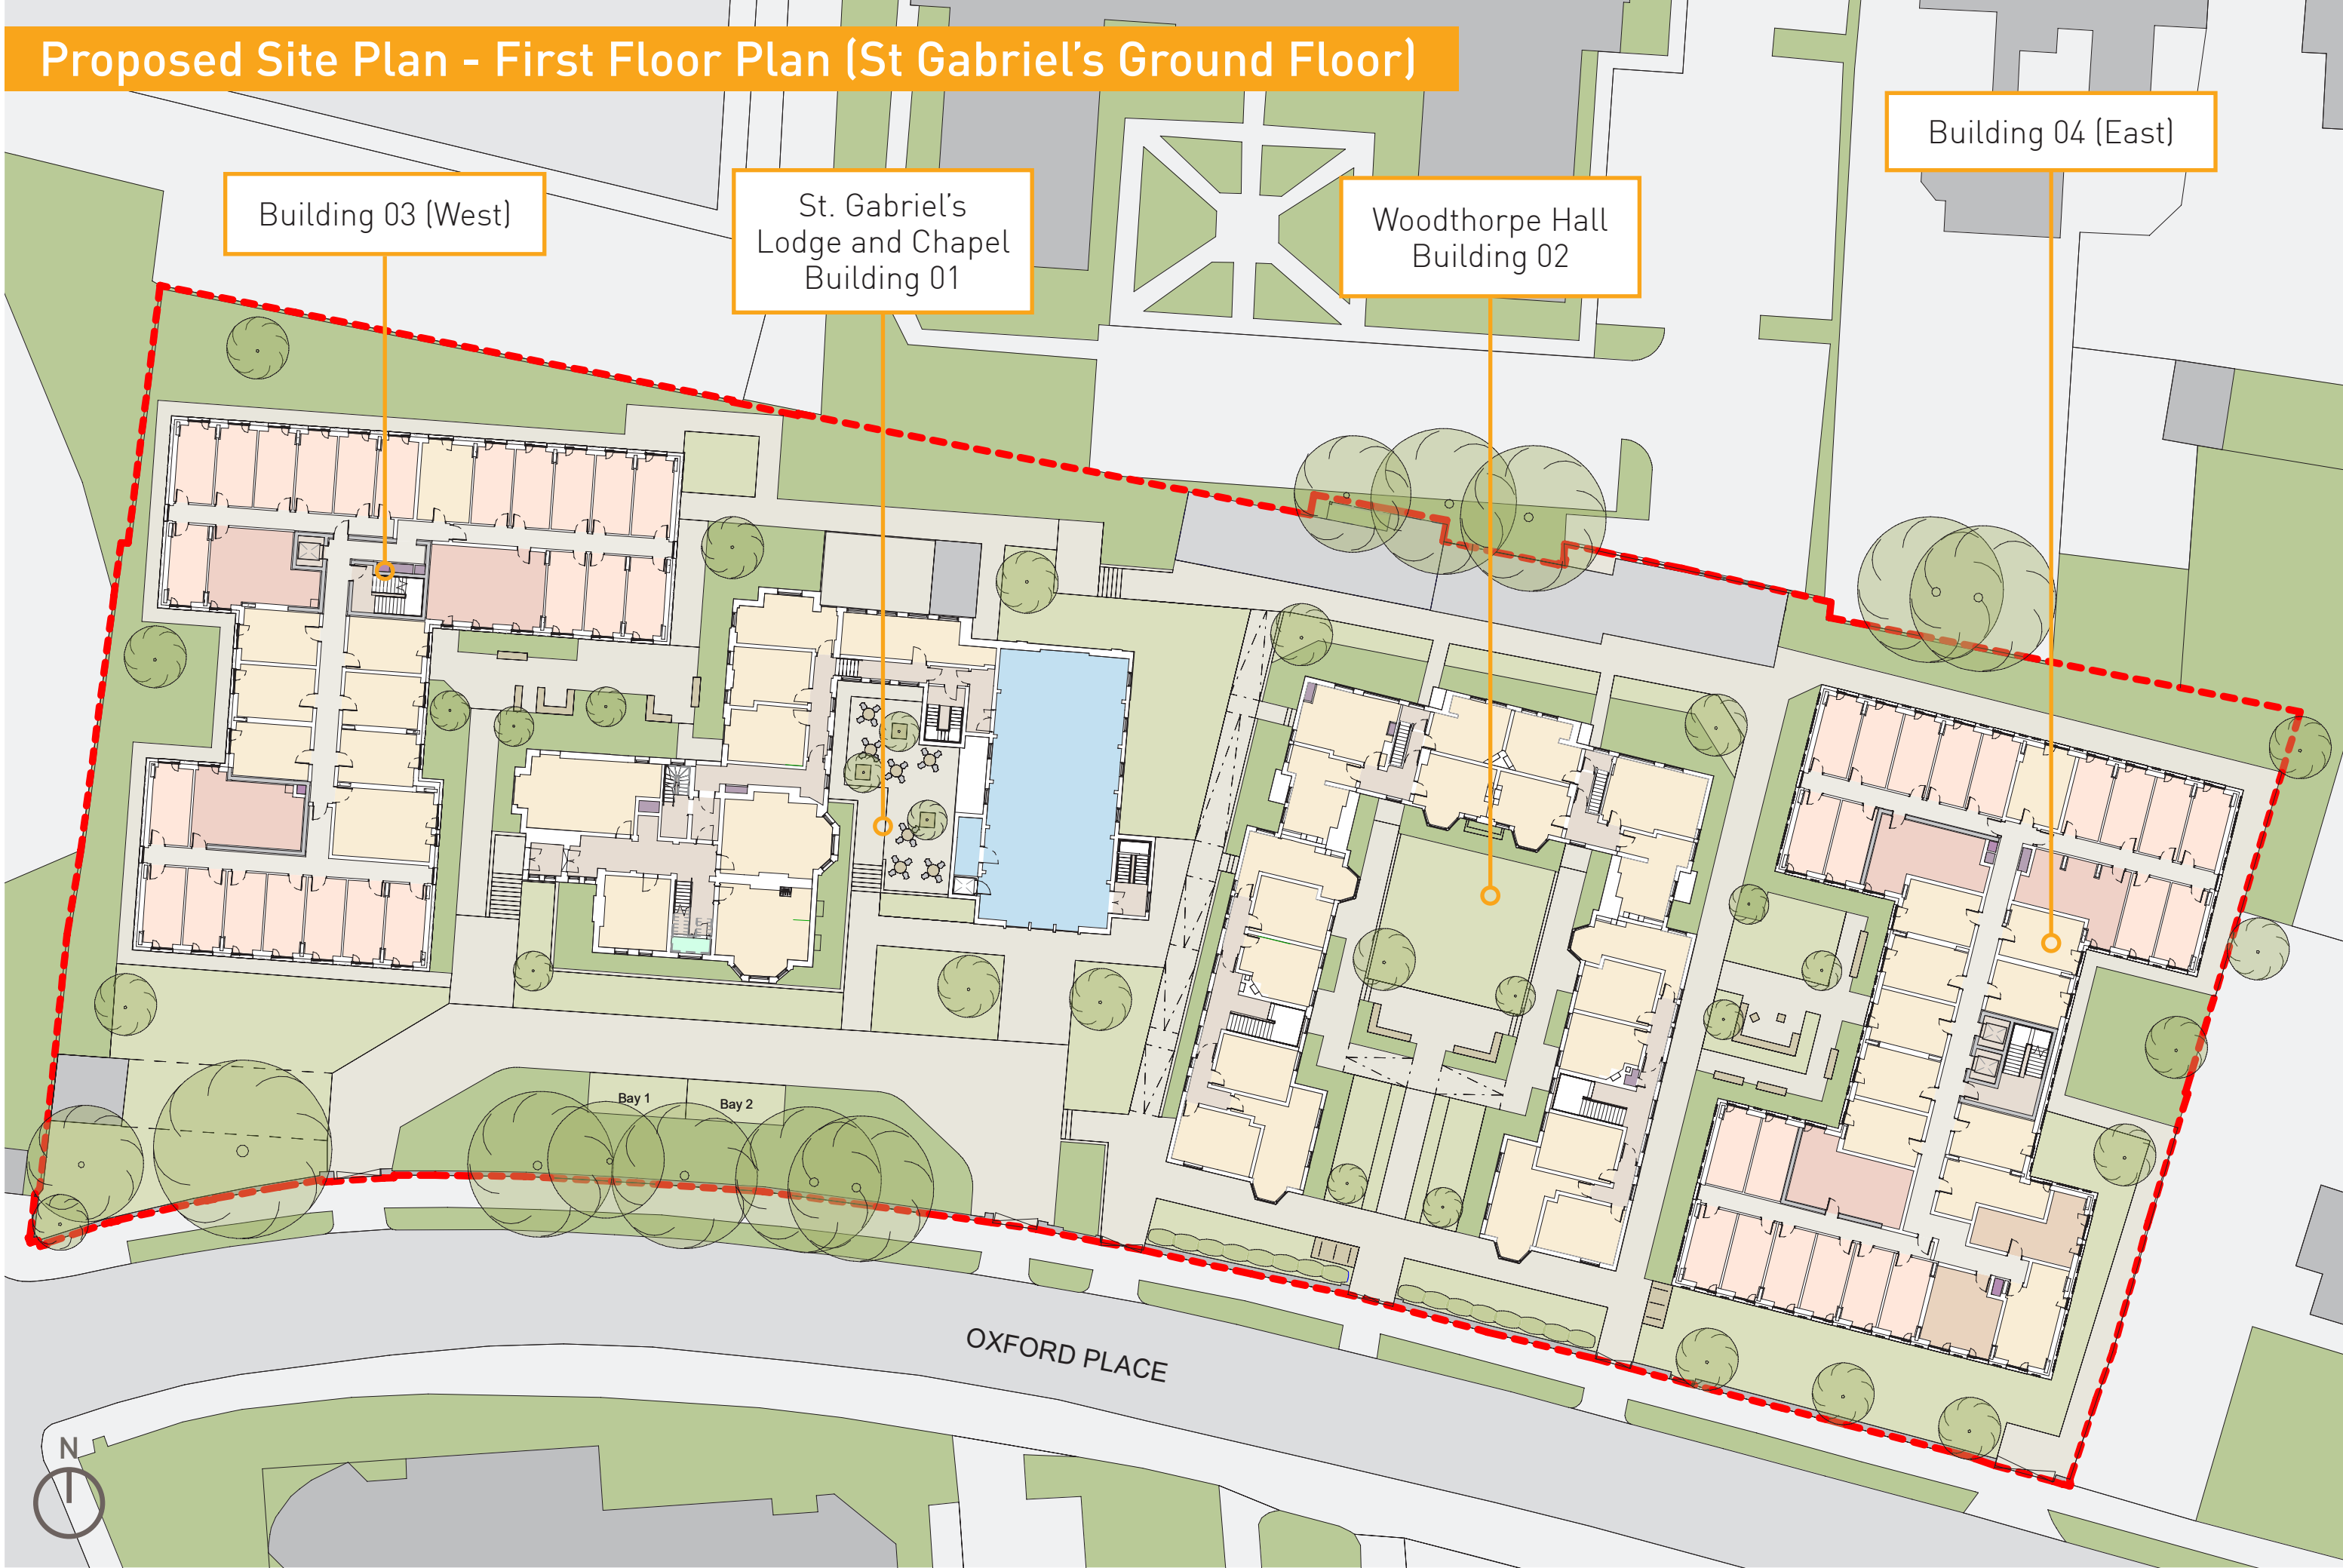 Proposed Site Plan - First Floor Plan (St Gabriel’s Ground Floor)
Building 04 (East)
Building 03 (West)
St. Gabriel’s
Lodge and Chapel
Building 01
Woodthorpe Hall
Building 02
Bay 1
Bay 2
OXFORD PLACE
N